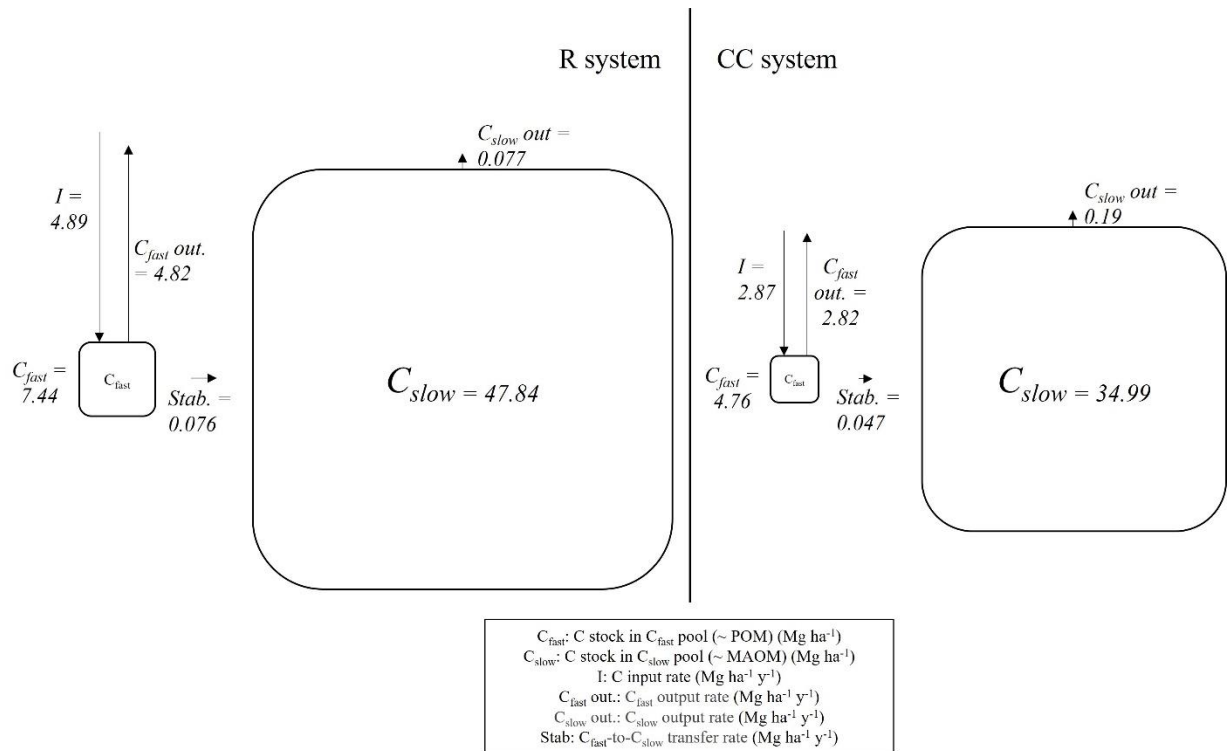 R system
CC system
C_slow out =
0.077
I =
4.89
C_fast out.
= 4.82
C_fast =
7.44
C_fast
Stab. =
0.076
C_slow = 47.84
C_slow out =
0.19
I =
2.87
C_fast
out. =
2.82
C_fast =
4.76
C_fast
Stab. =
0.047
C_slow = 34.99
C_fast: C stock in C_fast pool (~ POM) (Mg ha⁻¹)
C_slow: C stock in C_slow pool (~ MAOM) (Mg ha⁻¹)
I: C input rate (Mg ha⁻¹ y⁻¹)
C_fast out.: C_fast output rate (Mg ha⁻¹ y⁻¹)
C_slow out.: C_slow output rate (Mg ha⁻¹ y⁻¹)
Stab: C_fast-to-C_slow transfer rate (Mg ha⁻¹ y⁻¹)